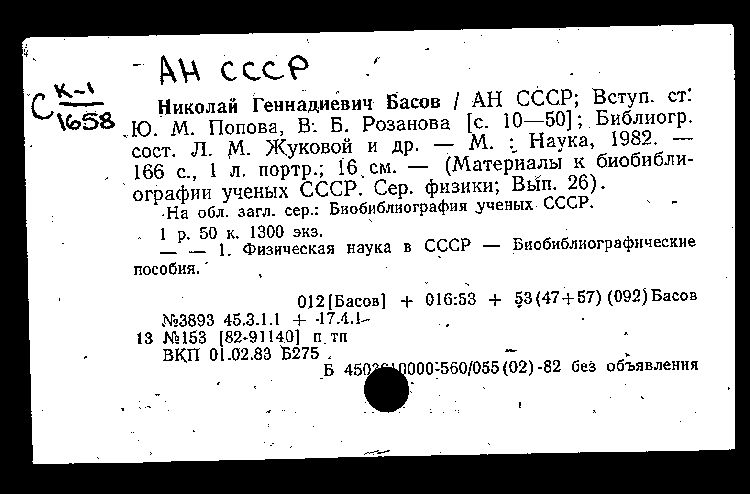 АН СССР
С К-1
1658
Николай Геннадиевич Басов / АН СССР; Вступ. ст.
Ю. М. Попова, В. Б. Розанова [с. 10—50]; Библиогр.
сост. Л. М. Жуковой и др. — М. : Наука, 1982. —
166 с., 1 л. портр.; 16 см. — (Материалы к биобибли-
ографии ученых СССР. Сер. физики; Вып. 26).
На обл. загл. сер.: Биобиблиография ученых СССР.
1 р. 50 к. 1300 экз.
— — 1. Физическая наука в СССР — Биобиблиографические
пособия.
012[Басов] + 016:53 + 53(47+57)(092)Басов
№3893 45.3.1.1 + 17.4.1
13 №153 [82-91140] п тп
ВКП 01.02.83 Б275
Б 0000-560/055(02)-82 без объявления